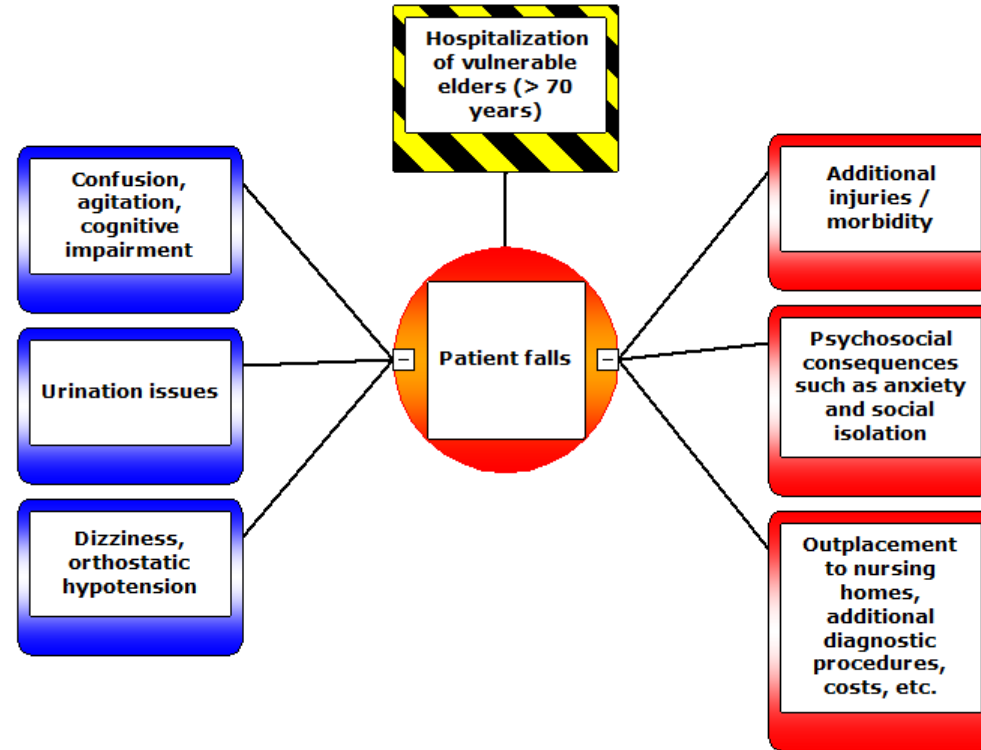 Hospitalization
of vulnerable
elders (> 70
years)
Confusion,
agitation,
cognitive
impairment
Urination issues
Dizziness,
orthostatic
hypotension
Patient falls
Additional
injuries /
morbidity
Psychosocial
consequences
such as anxiety
and social
isolation
Outplacement
to nursing
homes,
additional
diagnostic
procedures,
costs, etc.